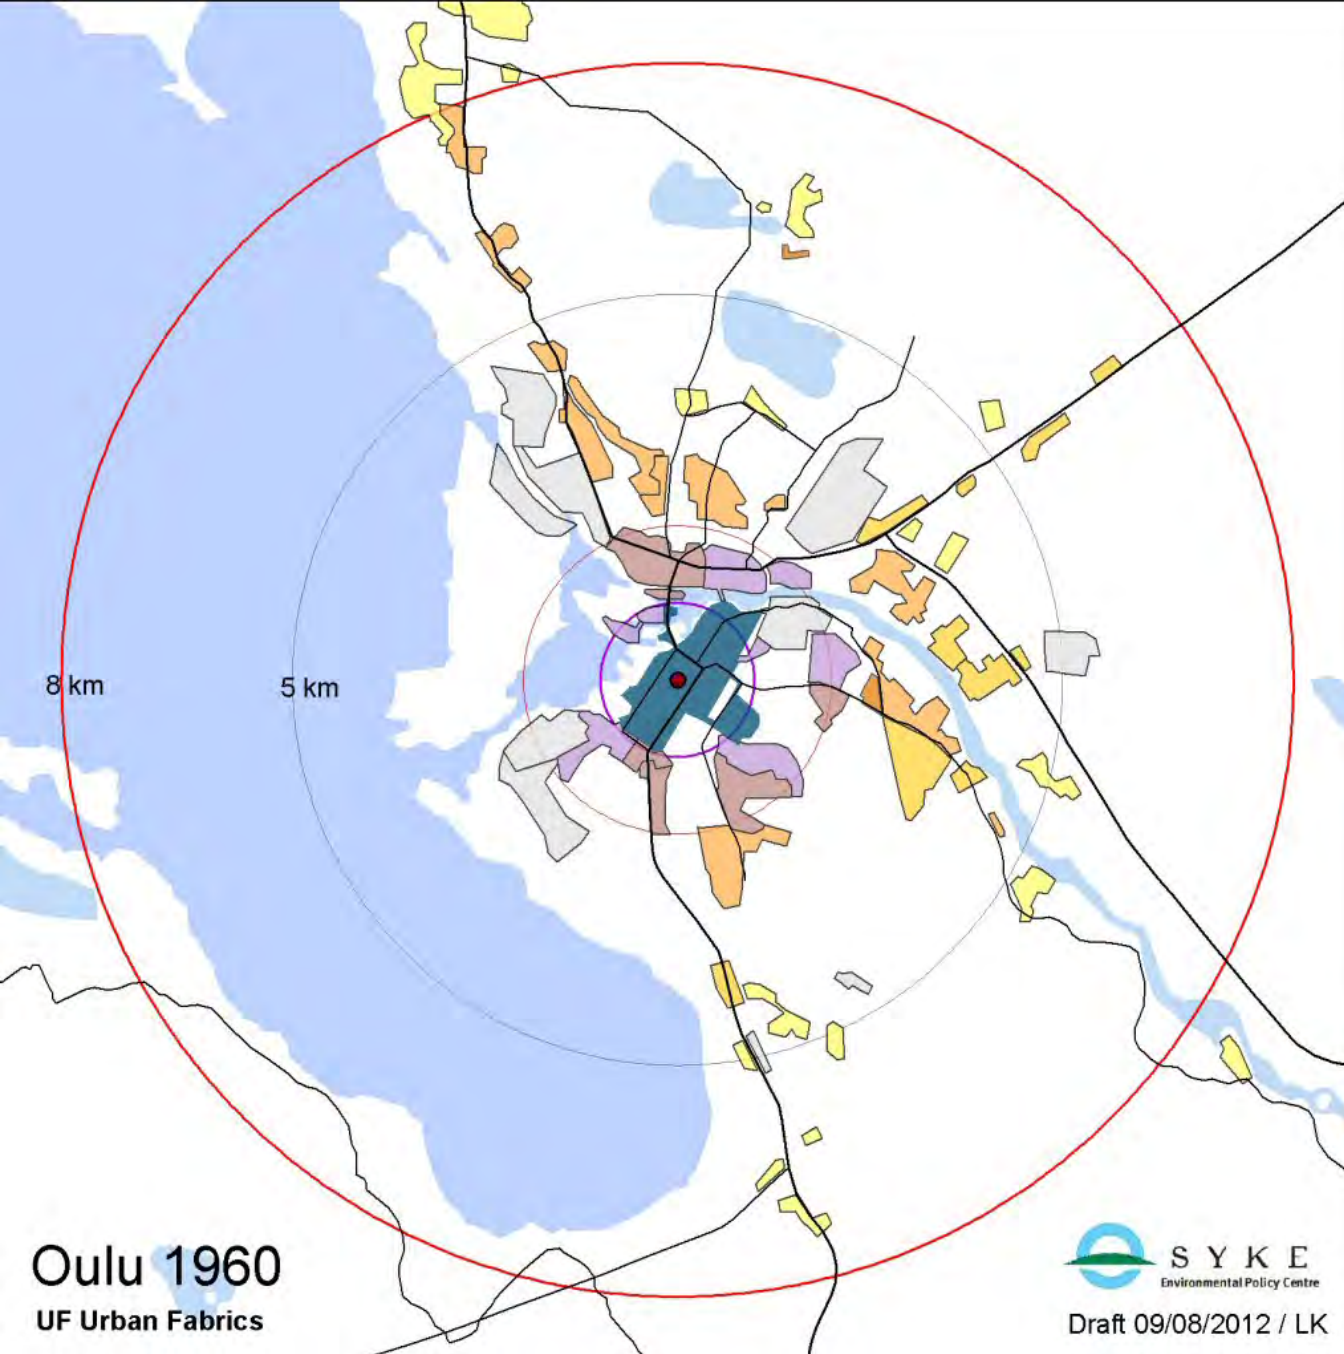 8 km
5 km
Oulu 1960
UF Urban Fabrics
SYKE
Environmental Policy Centre
Draft 09/08/2012 / LK